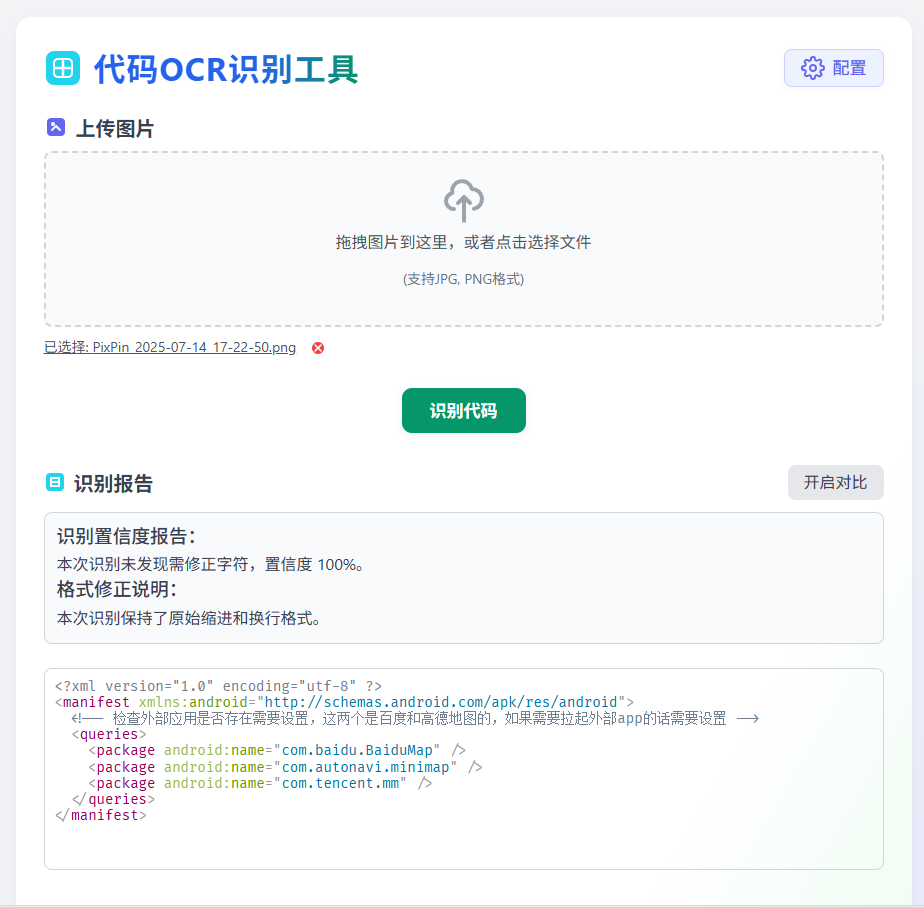 代码OCR识别工具
配置
上传图片
拖拽图片到这里，或者点击选择文件
(支持JPG, PNG格式)
已选择: PixPin_2025-07-14_17-22-50.png
识别代码
识别报告
开启对比
识别置信度报告：
本次识别未发现需修正字符，置信度 100%。
格式修正说明：
本次识别保持了原始缩进和换行格式。
<?xml version="1.0" encoding="utf-8" ?>
<manifest xmlns:android="http://schemas.android.com/apk/res/android">
  <!-- 检查外部应用是否存在需要设置，这两个是百度和高德地图的，如果需要拉起外部app的话需要设置 -->
  <queries>
    <package android:name="com.baidu.BaiduMap" />
    <package android:name="com.autonavi.minimap" />
    <package android:name="com.tencent.mm" />
  </queries>
</manifest>